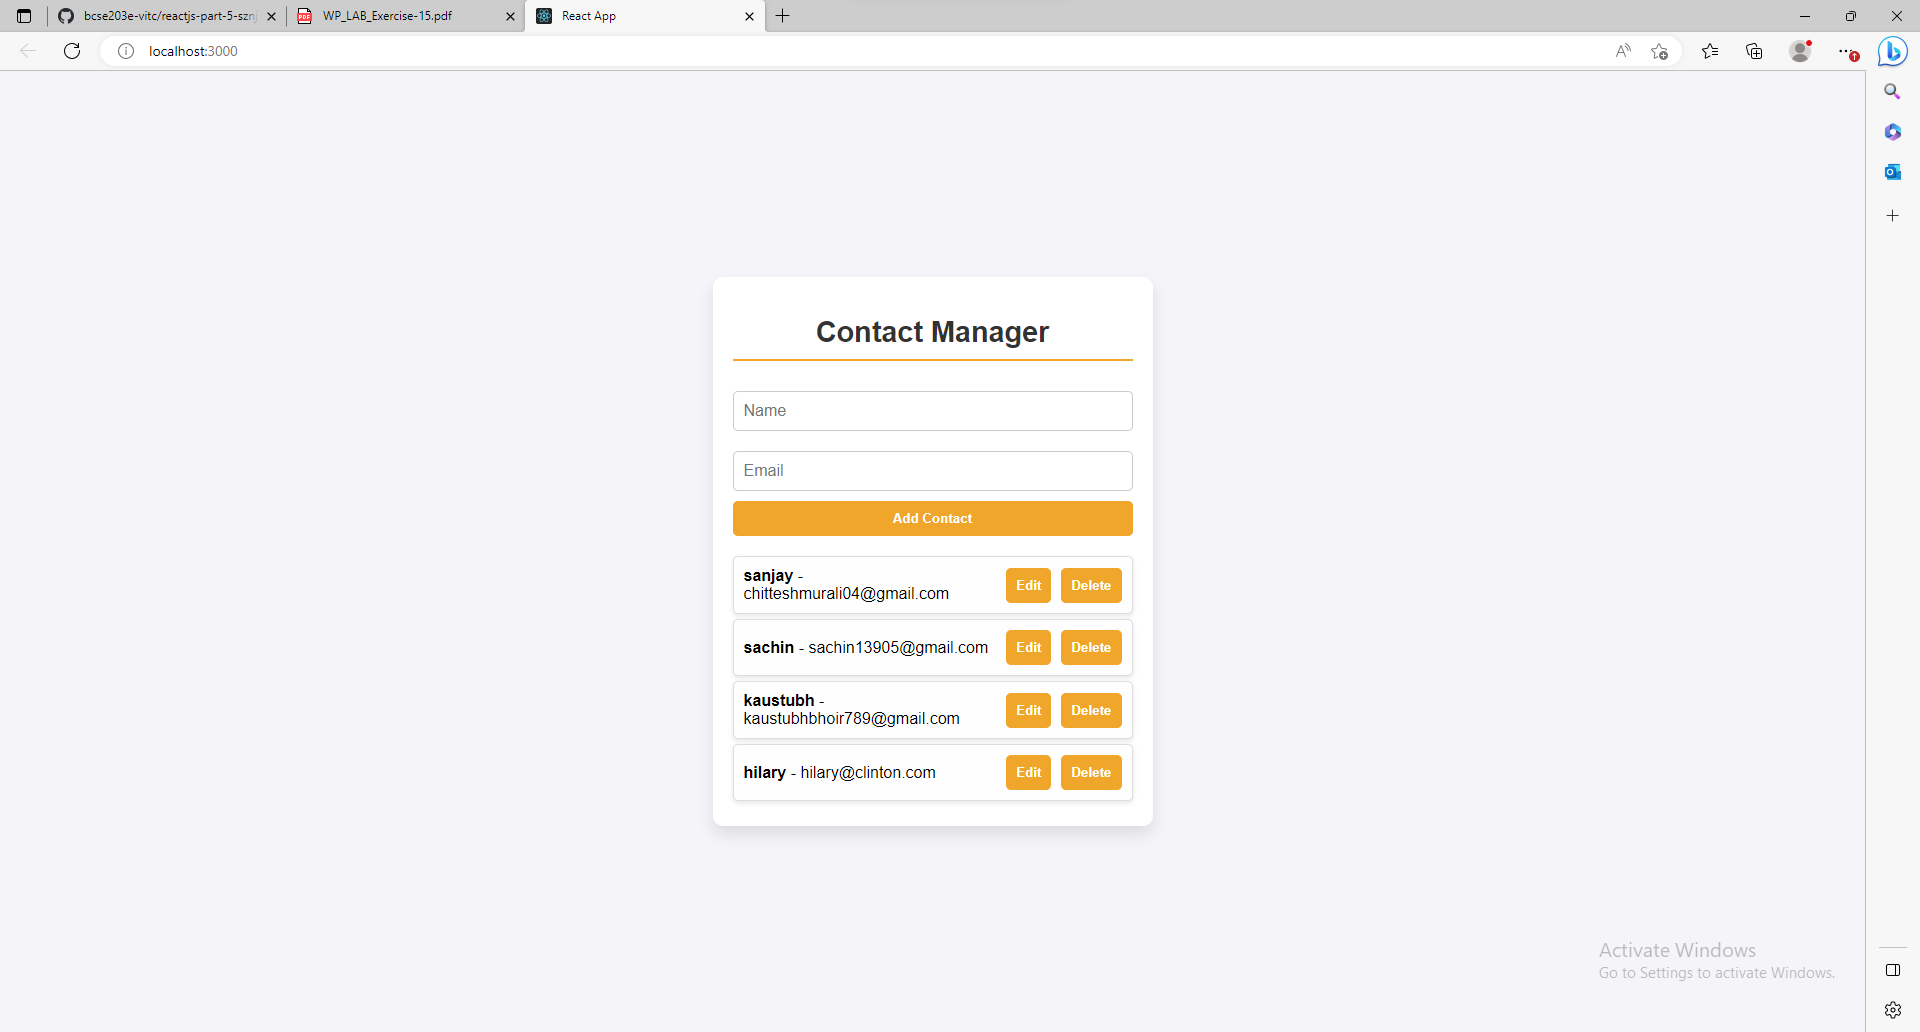 bcse203e-vitc/reactjs-part-5-sznj
WP_LAB_Exercise-15.pdf
React App
localhost:3000
Contact Manager
Name
Email
Add Contact
sanjay -
chitteshmurali04@gmail.com
Edit
Delete
sachin - sachin13905@gmail.com
Edit
Delete
kaustubh -
kaustubhbhoir789@gmail.com
Edit
Delete
hilary - hilary@clinton.com
Edit
Delete
Activate Windows
Go to Settings to activate Windows.